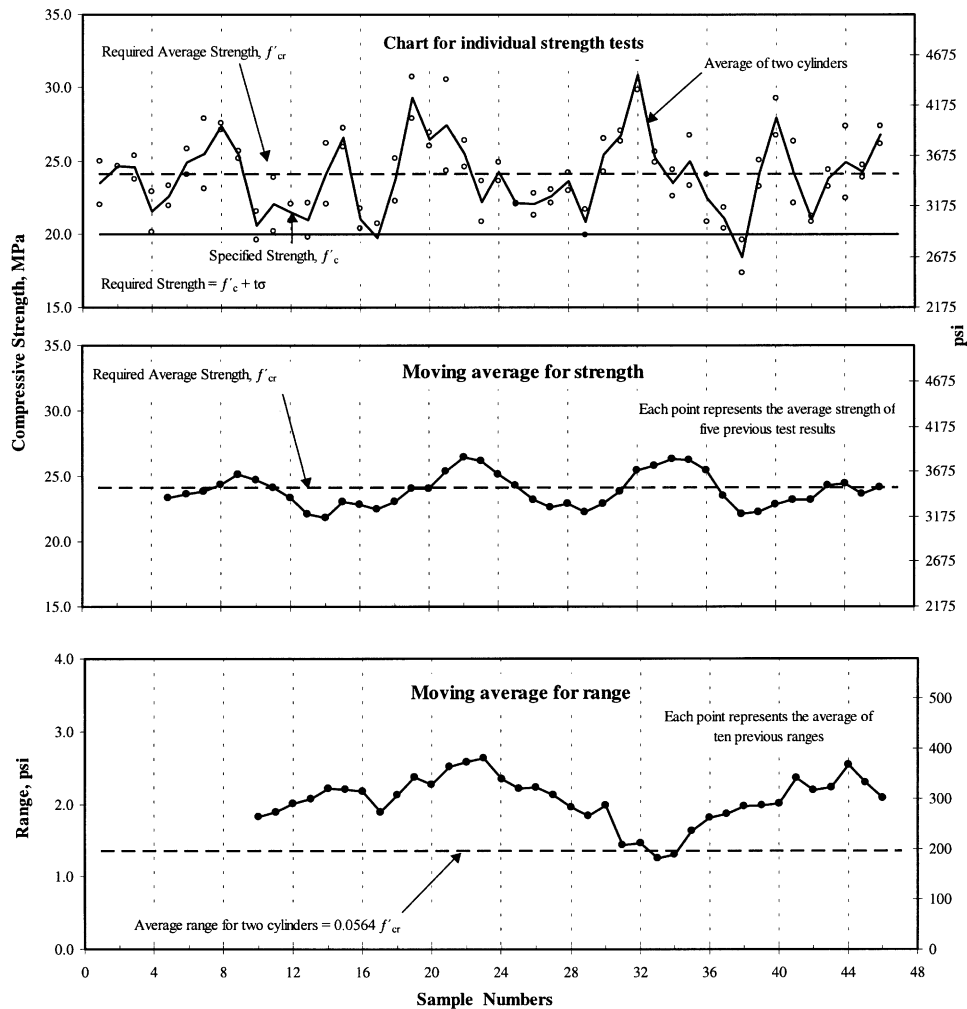 Chart for individual strength tests
Required Average Strength, f′cr
Average of two cylinders
Specified Strength, f′c
Required Strength = f′c + tσ
35.0
30.0
25.0
20.0
15.0
4675
4175
3675
3175
2675
2175
Compressive Strength, MPa
psi
Moving average for strength
Required Average Strength, f′cr
Each point represents the average strength of
five previous test results
35.0
30.0
25.0
20.0
15.0
4675
4175
3675
3175
2675
2175
Moving average for range
Each point represents the average of
ten previous ranges
Average range for two cylinders = 0.0564 f′cr
4.0
3.0
2.0
1.0
0.0
500
400
300
200
100
0
Range, psi
0 4 8 12 16 20 24 28 32 36 40 44 48
Sample Numbers